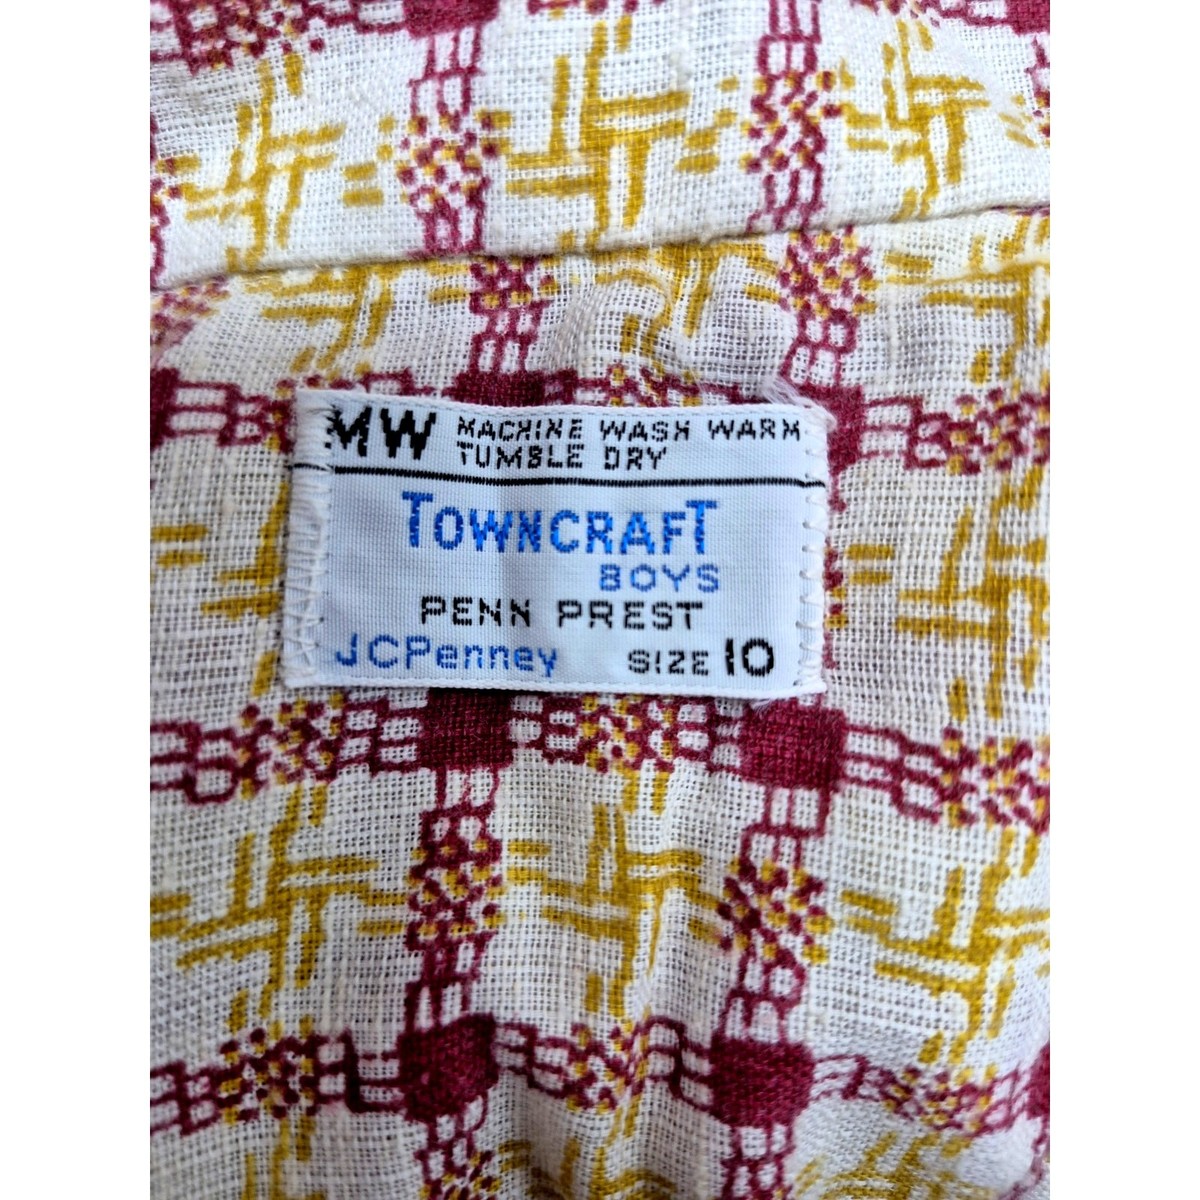 MW MACHINE WASH WARM
TUMBLE DRY
TOWNCRAFT
BOYS
PENN PREST
JCPenney SIZE 10